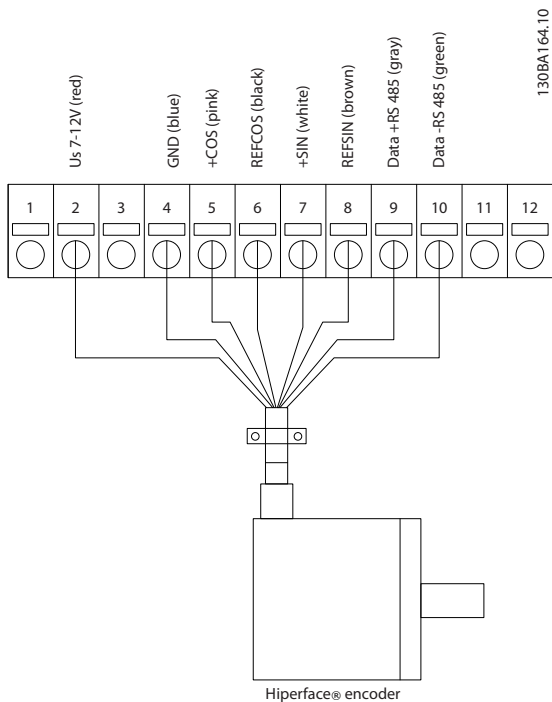 130BA164.10
Us 7-12V (red)
GND (blue)
+COS (pink)
REFCOS (black)
+SIN (white)
REFSIN (brown)
Data +RS 485 (gray)
Data -RS 485 (green)
1 2 3 4 5 6 7 8 9 10 11 12
Hiperface® encoder